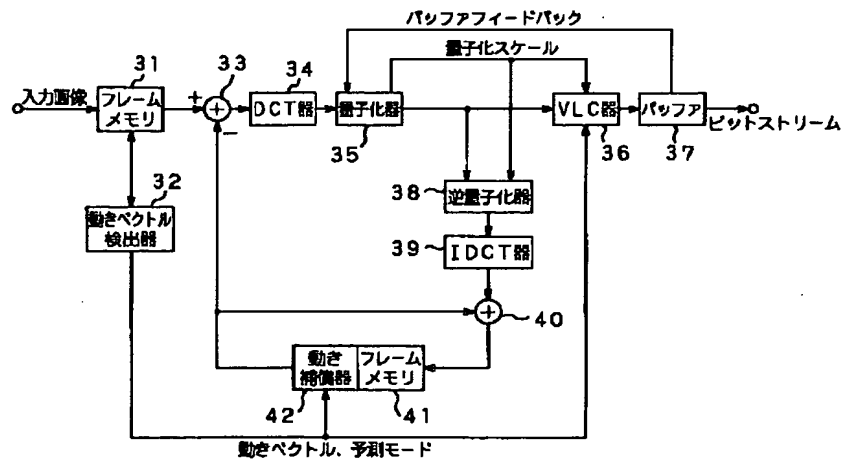 バッファフィードバック
量子化スケール
31
33
34
入力画像
フレーム
メモリ
+
+
DCT器
量子化器
VLC器
バッファ
ビットストリーム
−
35
36
37
32
動きベクトル
検出器
38
逆量子化器
39
IDCT器
+
40
動き
補償器
フレーム
メモリ
42
41
動きベクトル、予測モード